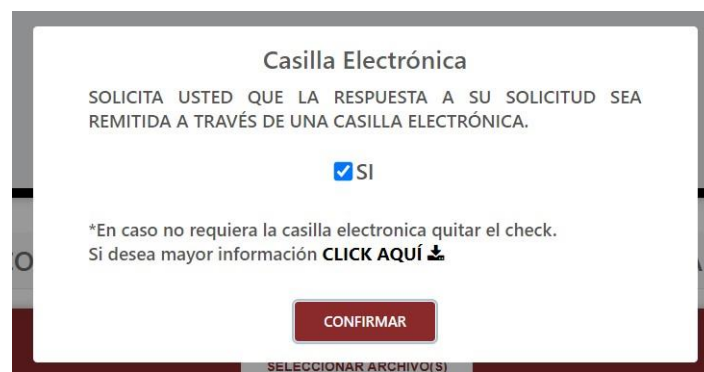 Casilla Electrónica
SOLICITA USTED QUE LA RESPUESTA A SU SOLICITUD SEA
REMITIDA A TRAVÉS DE UNA CASILLA ELECTRÓNICA.
SI
*En caso no requiera la casilla electronica quitar el check.
Si desea mayor información CLICK AQUÍ
CONFIRMAR
SELECCIONAR ARCHIVO(S)